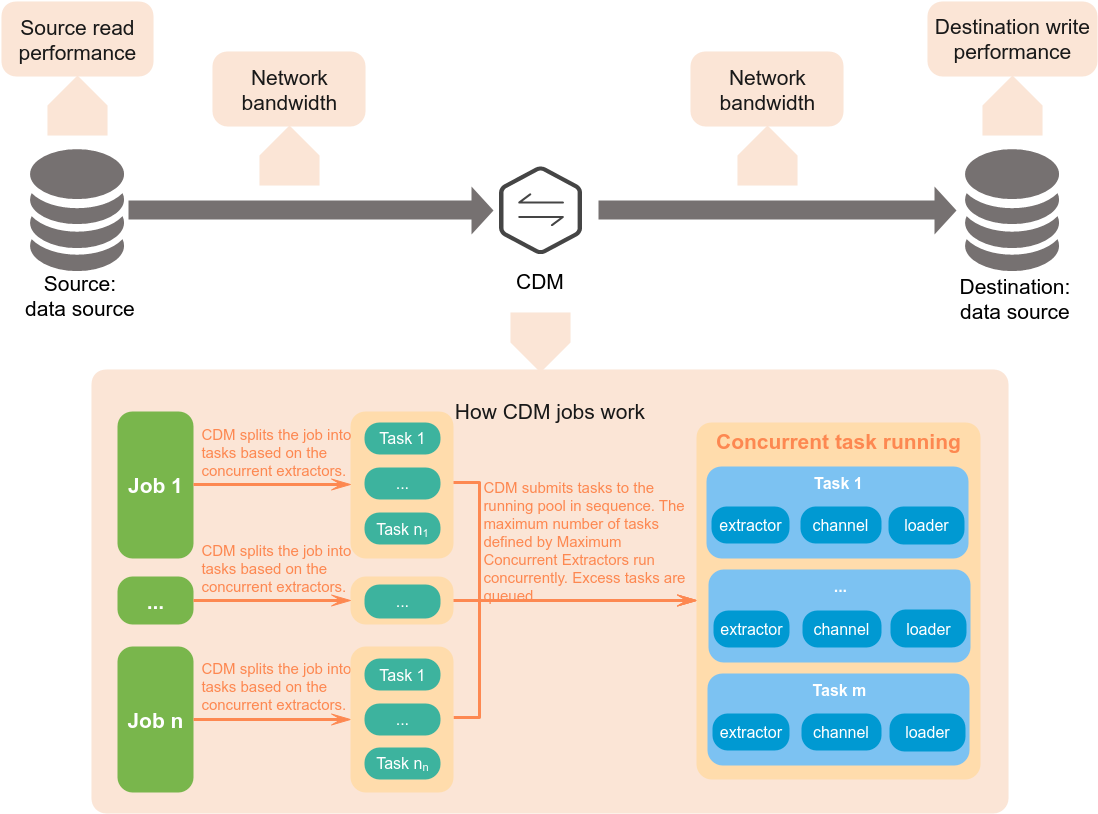 Source read
performance
Network
bandwidth
Network
bandwidth
Destination write
performance
Source:
data source
CDM
Destination:
data source
How CDM jobs work
Job 1
CDM splits the job into
tasks based on the
concurrent extractors.
Task 1
...
Task n1
...
CDM splits the job into
tasks based on the
concurrent extractors.
...
Job n
CDM splits the job into
tasks based on the
concurrent extractors.
Task 1
...
Task nn
CDM submits tasks to the
running pool in sequence. The
maximum number of tasks
defined by Maximum
Concurrent Extractors run
concurrently. Excess tasks are
queued.
Concurrent task running
Task 1
extractor
channel
loader
...
extractor
channel
loader
Task m
extractor
channel
loader